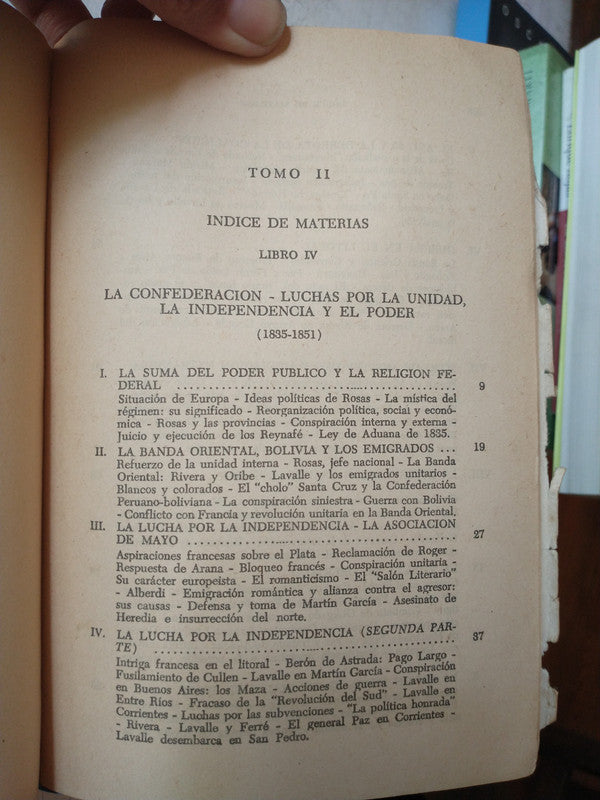 TOMO II
INDICE DE MATERIAS
LIBRO IV
LA CONFEDERACION - LUCHAS POR LA UNIDAD,
LA INDEPENDENCIA Y EL PODER
(1835-1851)
I. LA SUMA DEL PODER PUBLICO Y LA RELIGION FE-
DERAL ........................................ 9
Situación de Europa - Ideas políticas de Rosas - La mística del
régimen: su significado - Reorganización política, social y econó-
mica - Rosas y las provincias - Conspiración interna y externa -
Juicio y ejecución de los Reynafé - Ley de Aduana de 1835.
II. LA BANDA ORIENTAL, BOLIVIA Y LOS EMIGRADOS ... 19
Refuerzo de la unidad interna - Rosas, jefe nacional - La Banda
Oriental: Rivera y Oribe - Lavalle y los emigrados unitarios -
Blancos y colorados - El "cholo" Santa Cruz y la Confederación
Peruano-boliviana - La conspiración siniestra - Guerra con Bolivia
- Conflicto con Francia y revolución unitaria en la Banda Oriental.
III. LA LUCHA POR LA INDEPENDENCIA - LA ASOCIACION
DE MAYO ........................................ 27
Aspiraciones francesas sobre el Plata - Reclamación de Roger -
Respuesta de Arana - Bloqueo francés - Conspiración unitaria -
Su carácter europeista - El romanticismo - El "Salón Literario"
- Alberdi - Emigración romántica y alianza contra el agresor:
sus causas - Defensa y toma de Martín García - Asesinato de
Heredia e insurrección del norte.
IV. LA LUCHA POR LA INDEPENDENCIA (SEGUNDA PAR-
TE) ........................................ 37
Intriga francesa en el litoral - Berón de Astrada: Pago Largo -
Fusilamiento de Cullen - Lavalle en Martín García - Conspiración
en Buenos Aires: los Maza - Acciones de guerra - Lavalle en
Entre Rios - Fracaso de la "Revolución del Sud" - Lavalle en
Corrientes - Luchas por las subvenciones - "La política honrada"
- Rivera - Lavalle y Ferré - El general Paz en Corrientes -
Lavalle desembarca en San Pedro.